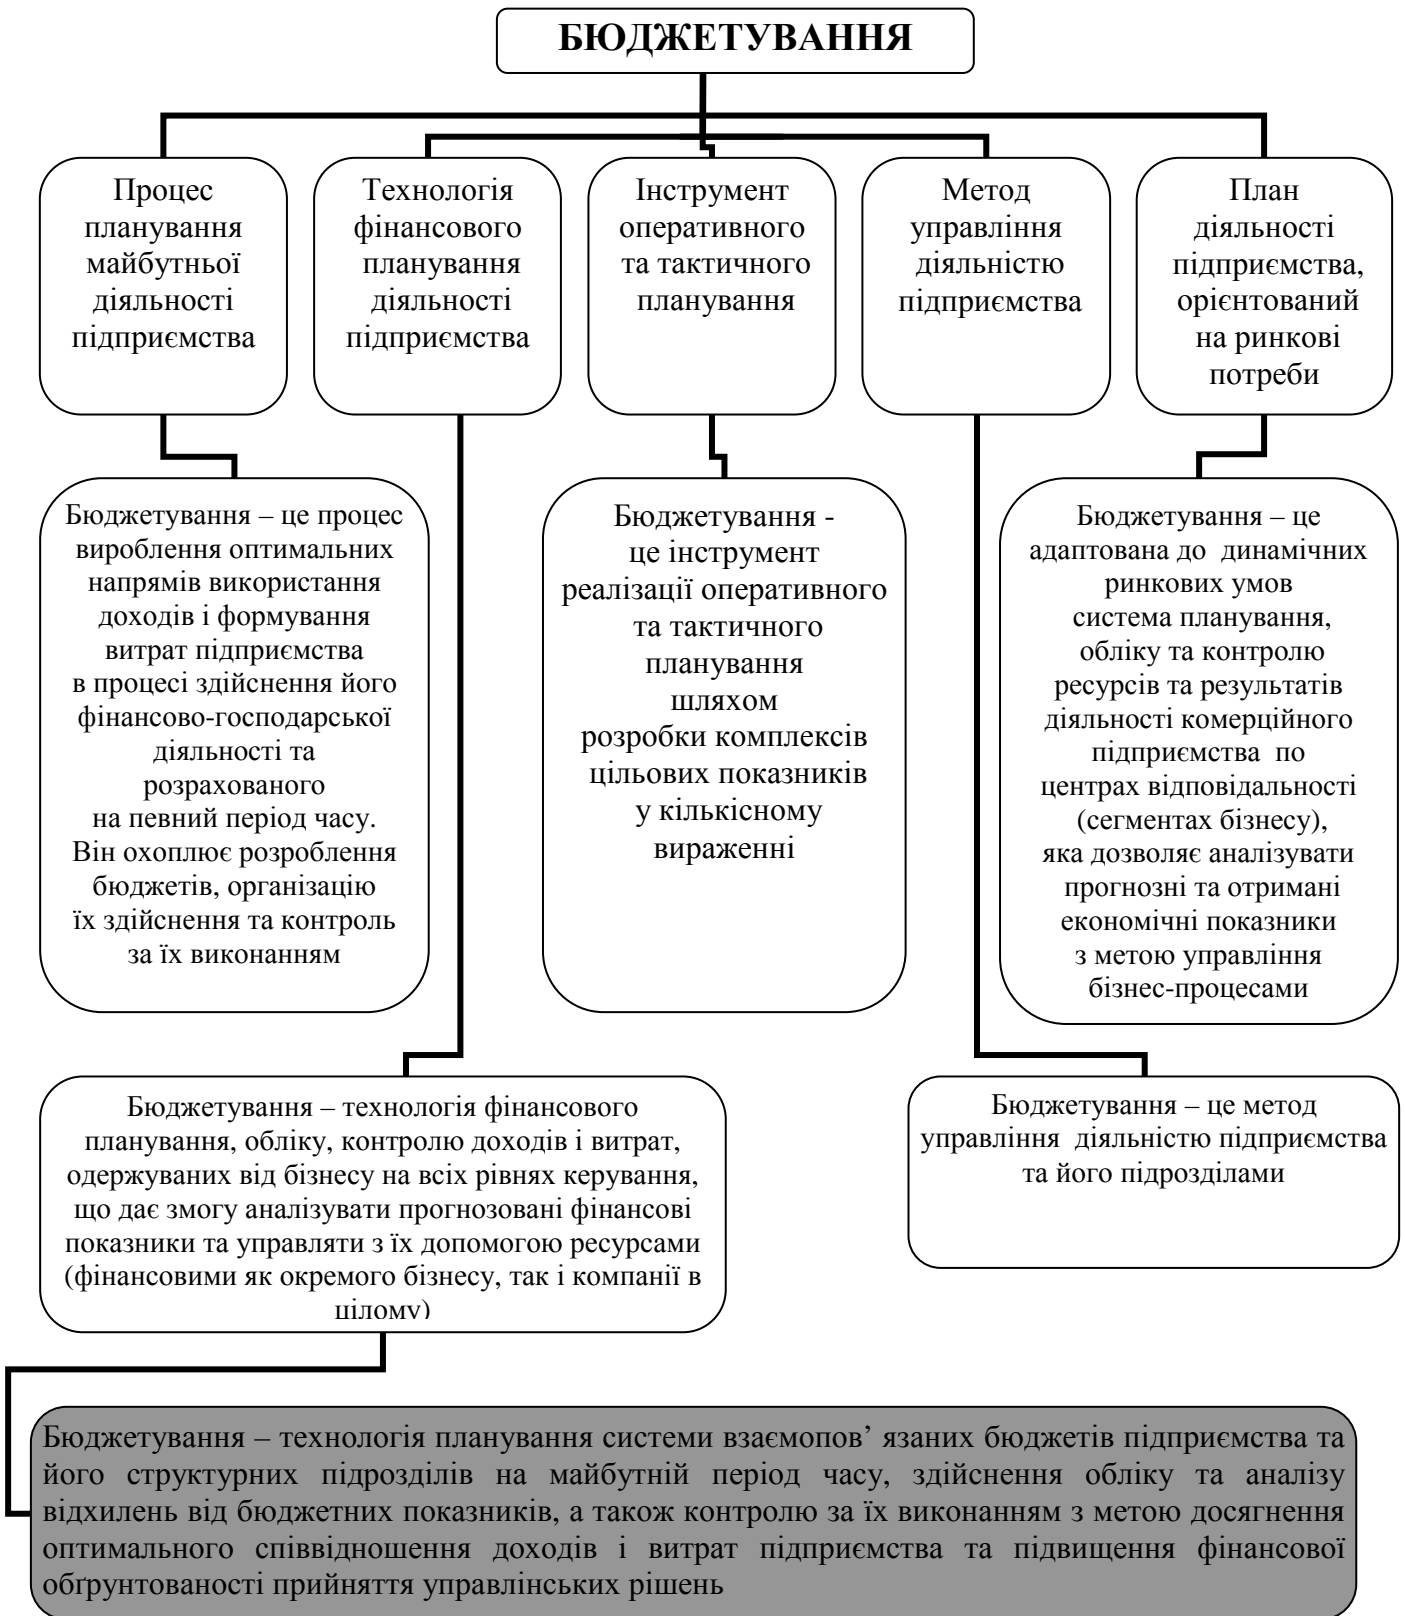 БЮДЖЕТУВАННЯ
Процес
планування
майбутньої
діяльності
підприємства
Технологія
фінансового
планування
діяльності
підприємства
Інструмент
оперативного
та тактичного
планування
Метод
управління
діяльністю
підприємства
План
діяльності
підприємства,
орієнтований
на ринкові
потреби
Бюджетування – це процес
вироблення оптимальних
напрямів використання
доходів і формування
витрат підприємства
в процесі здійснення його
фінансово-господарської
діяльності та
розрахованого
на певний період часу.
Він охоплює розроблення
бюджетів, організацію
їх здійснення та контроль
за їх виконанням
Бюджетування -
це інструмент
реалізації оперативного
та тактичного
планування
шляхом
розробки комплексів
цільових показників
у кількісному
вираженні
Бюджетування – це
адаптована до динамічних
ринкових умов
система планування,
обліку та контролю
ресурсів та результатів
діяльності комерційного
підприємства по
центрах відповідальності
(сегментах бізнесу),
яка дозволяє аналізувати
прогнозні та отримані
економічні показники
з метою управління
бізнес-процесами
Бюджетування – технологія фінансового
планування, обліку, контролю доходів і витрат,
одержуваних від бізнесу на всіх рівнях керування,
що дає змогу аналізувати прогнозовані фінансові
показники та управляти з їх допомогою ресурсами
(фінансовими як окремого бізнесу, так і компанії в
цілому)
Бюджетування – це метод
управління діяльністю підприємства
та його підрозділами
Бюджетування – технологія планування системи взаємопов’ язаних бюджетів підприємства та
його структурних підрозділів на майбутній період часу, здійснення обліку та аналізу
відхилень від бюджетних показників, а також контролю за їх виконанням з метою досягнення
оптимального співвідношення доходів і витрат підприємства та підвищення фінансової
обґрунтованості прийняття управлінських рішень